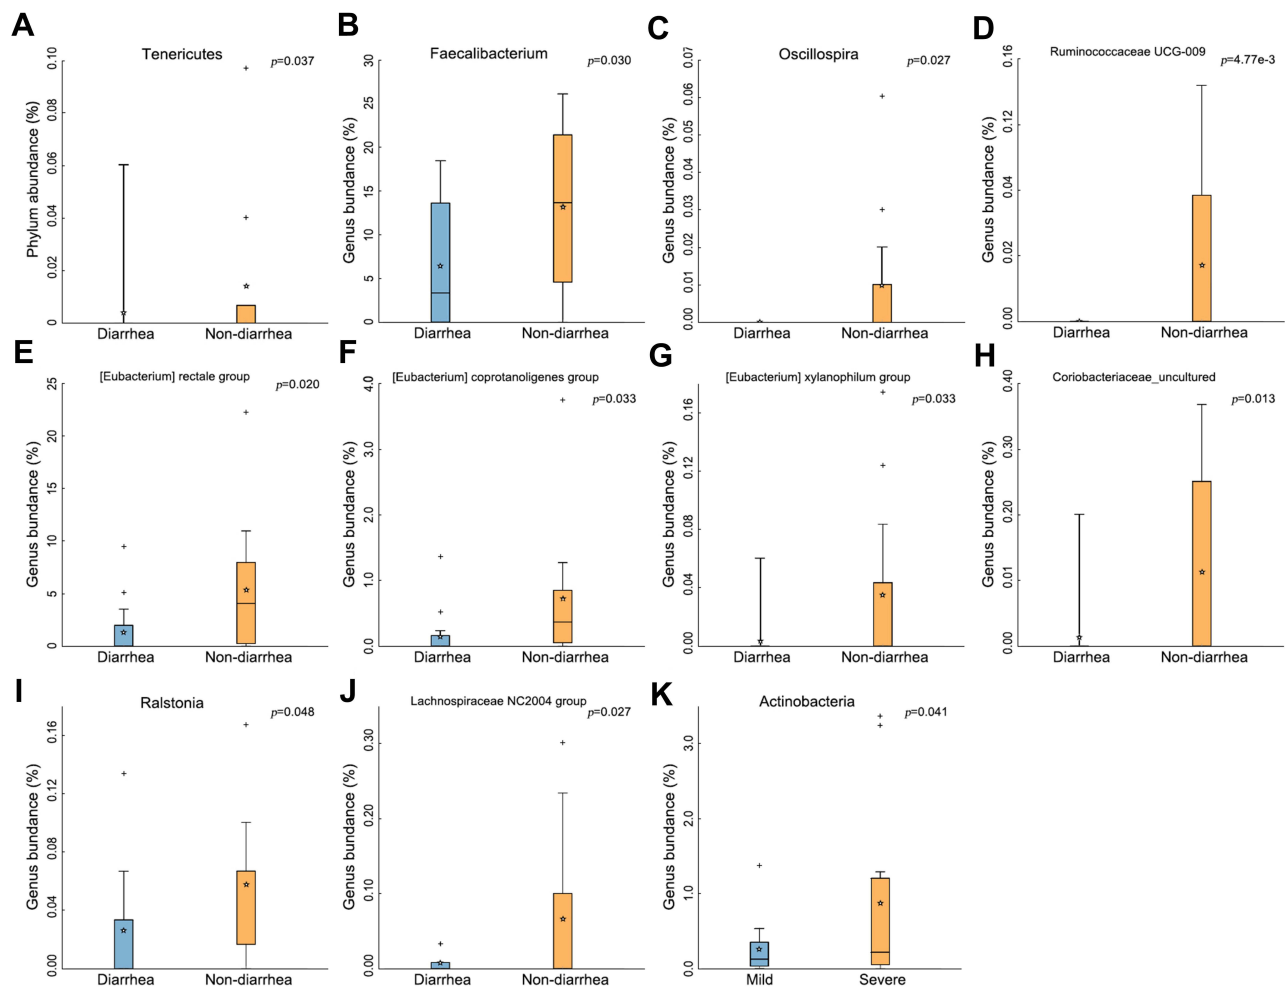 A
Tenericutes
p=0.037
Phylum abundance (%)
0.10
0.08
0.06
0.04
0.02
0
Diarrhea Non-diarrhea
B
Faecalibacterium
p=0.030
Genus bundance (%)
30
25
20
15
10
5
0
Diarrhea Non-diarrhea
C
Oscillospira
p=0.027
Genus bundance (%)
0.07
0.06
0.05
0.04
0.03
0.02
0.01
0.00
Diarrhea Non-diarrhea
D
Ruminococcaceae UCG-009
p=4.77e-3
Genus bundance (%)
0.16
0.12
0.04
0.02
0.00
Diarrhea Non-diarrhea
E
[Eubacterium] rectale group
p=0.020
Genus bundance (%)
25
20
15
10
5
0
Diarrhea Non-diarrhea
F
[Eubacterium] coprotanoligenes group
p=0.033
Genus bundance (%)
4.0
3.0
2.0
1.0
0.0
Diarrhea Non-diarrhea
G
[Eubacterium] xylanophilum group
p=0.033
Genus bundance (%)
0.16
0.12
0.08
0.04
0.00
Diarrhea Non-diarrhea
H
Coriobacteriaceae_uncultured
p=0.013
Genus bundance (%)
0.40
0.30
0.20
0.01
0.00
Diarrhea Non-diarrhea
I
Ralstonia
p=0.048
Genus bundance (%)
0.16
0.12
0.08
0.04
0.00
Diarrhea Non-diarrhea
J
Lachnospiraceae NC2004 group
p=0.027
Genus bundance (%)
0.30
0.20
0.10
0.00
Diarrhea Non-diarrhea
K
Actinobacteria
p=0.041
Genus bundance (%)
3.0
2.0
1.0
0.0
Mild Severe